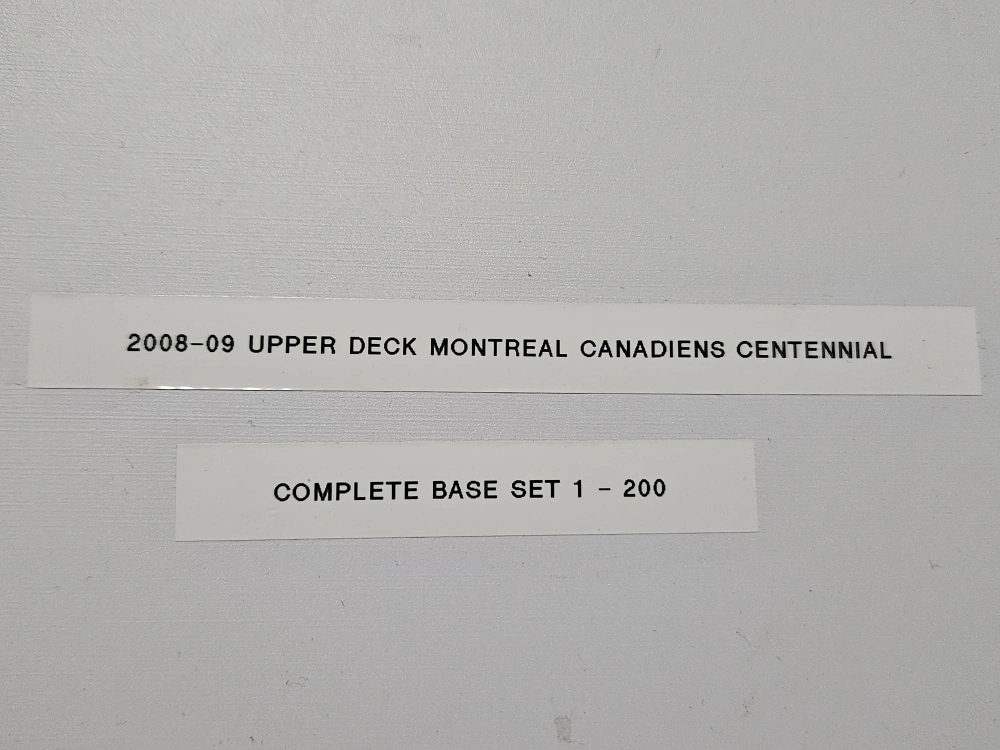 2008-09 UPPER DECK MONTREAL CANADIENS CENTENNIAL
COMPLETE BASE SET 1 - 200